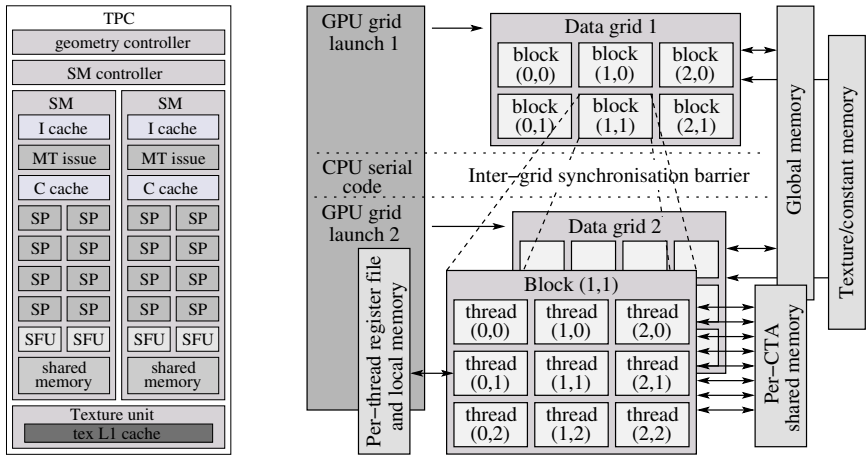 TPC
geometry controller
SM controller
SM
SM
I cache
I cache
MT issue
MT issue
C cache
C cache
SP SP SP SP
SP SP SP SP
SP SP SP SP
SP SP SP SP
SFU SFU SFU SFU
shared
memory
shared
memory
Texture unit
tex L1 cache
GPU grid
launch 1
Data grid 1
block
(0,0)
block
(1,0)
block
(2,0)
block
(0,1)
block
(1,1)
block
(2,1)
CPU serial
code
Inter−grid synchronisation barrier
GPU grid
launch 2
Data grid 2
Block (1,1)
thread
(0,0)
thread
(1,0)
thread
(2,0)
thread
(0,1)
thread
(1,1)
thread
(2,1)
thread
(0,2)
thread
(1,2)
thread
(2,2)
Per−thread register file
and local memory
Global memory
Texture/constant memory
Per−CTA
shared memory